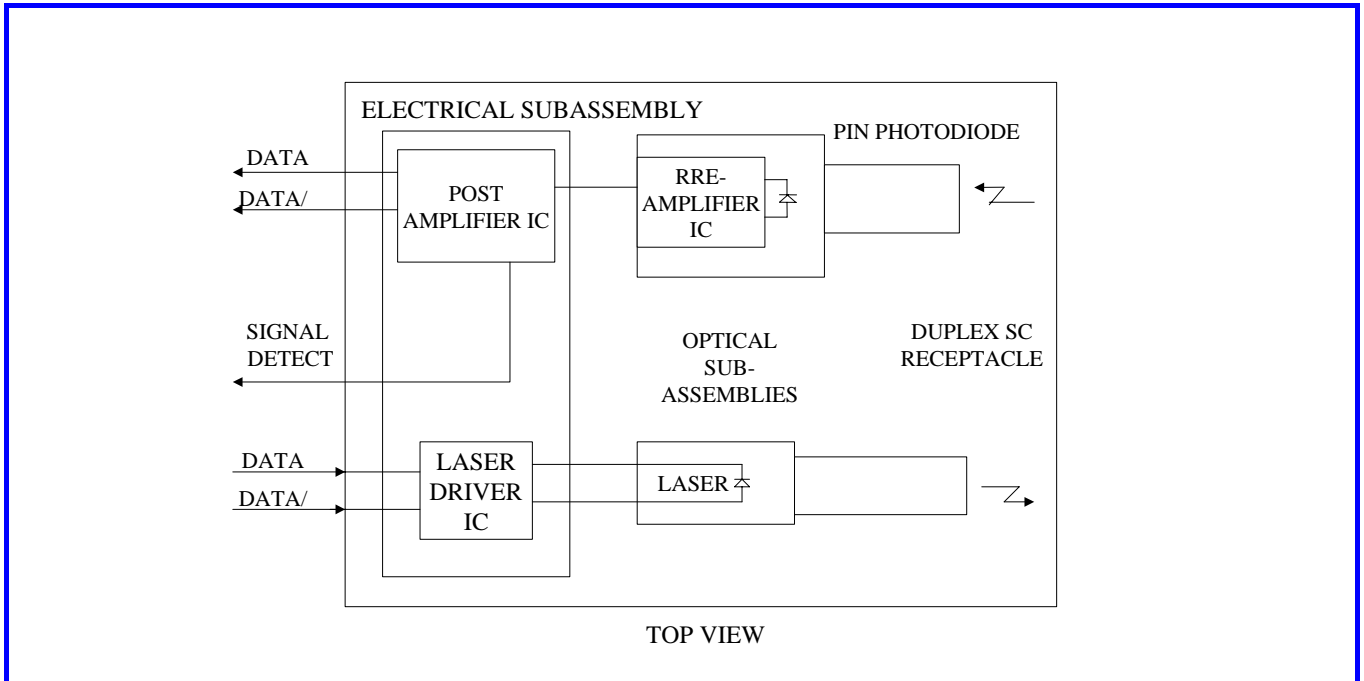 ELECTRICAL SUBASSEMBLY
PIN PHOTODIODE
DATA
DATA/
POST
AMPLIFIER IC
RRE-
AMPLIFIER
IC
SIGNAL
DETECT
OPTICAL
SUB-
ASSEMBLIES
DUPLEX SC
RECEPTACLE
DATA
DATA/
LASER
DRIVER
IC
LASER
TOP VIEW